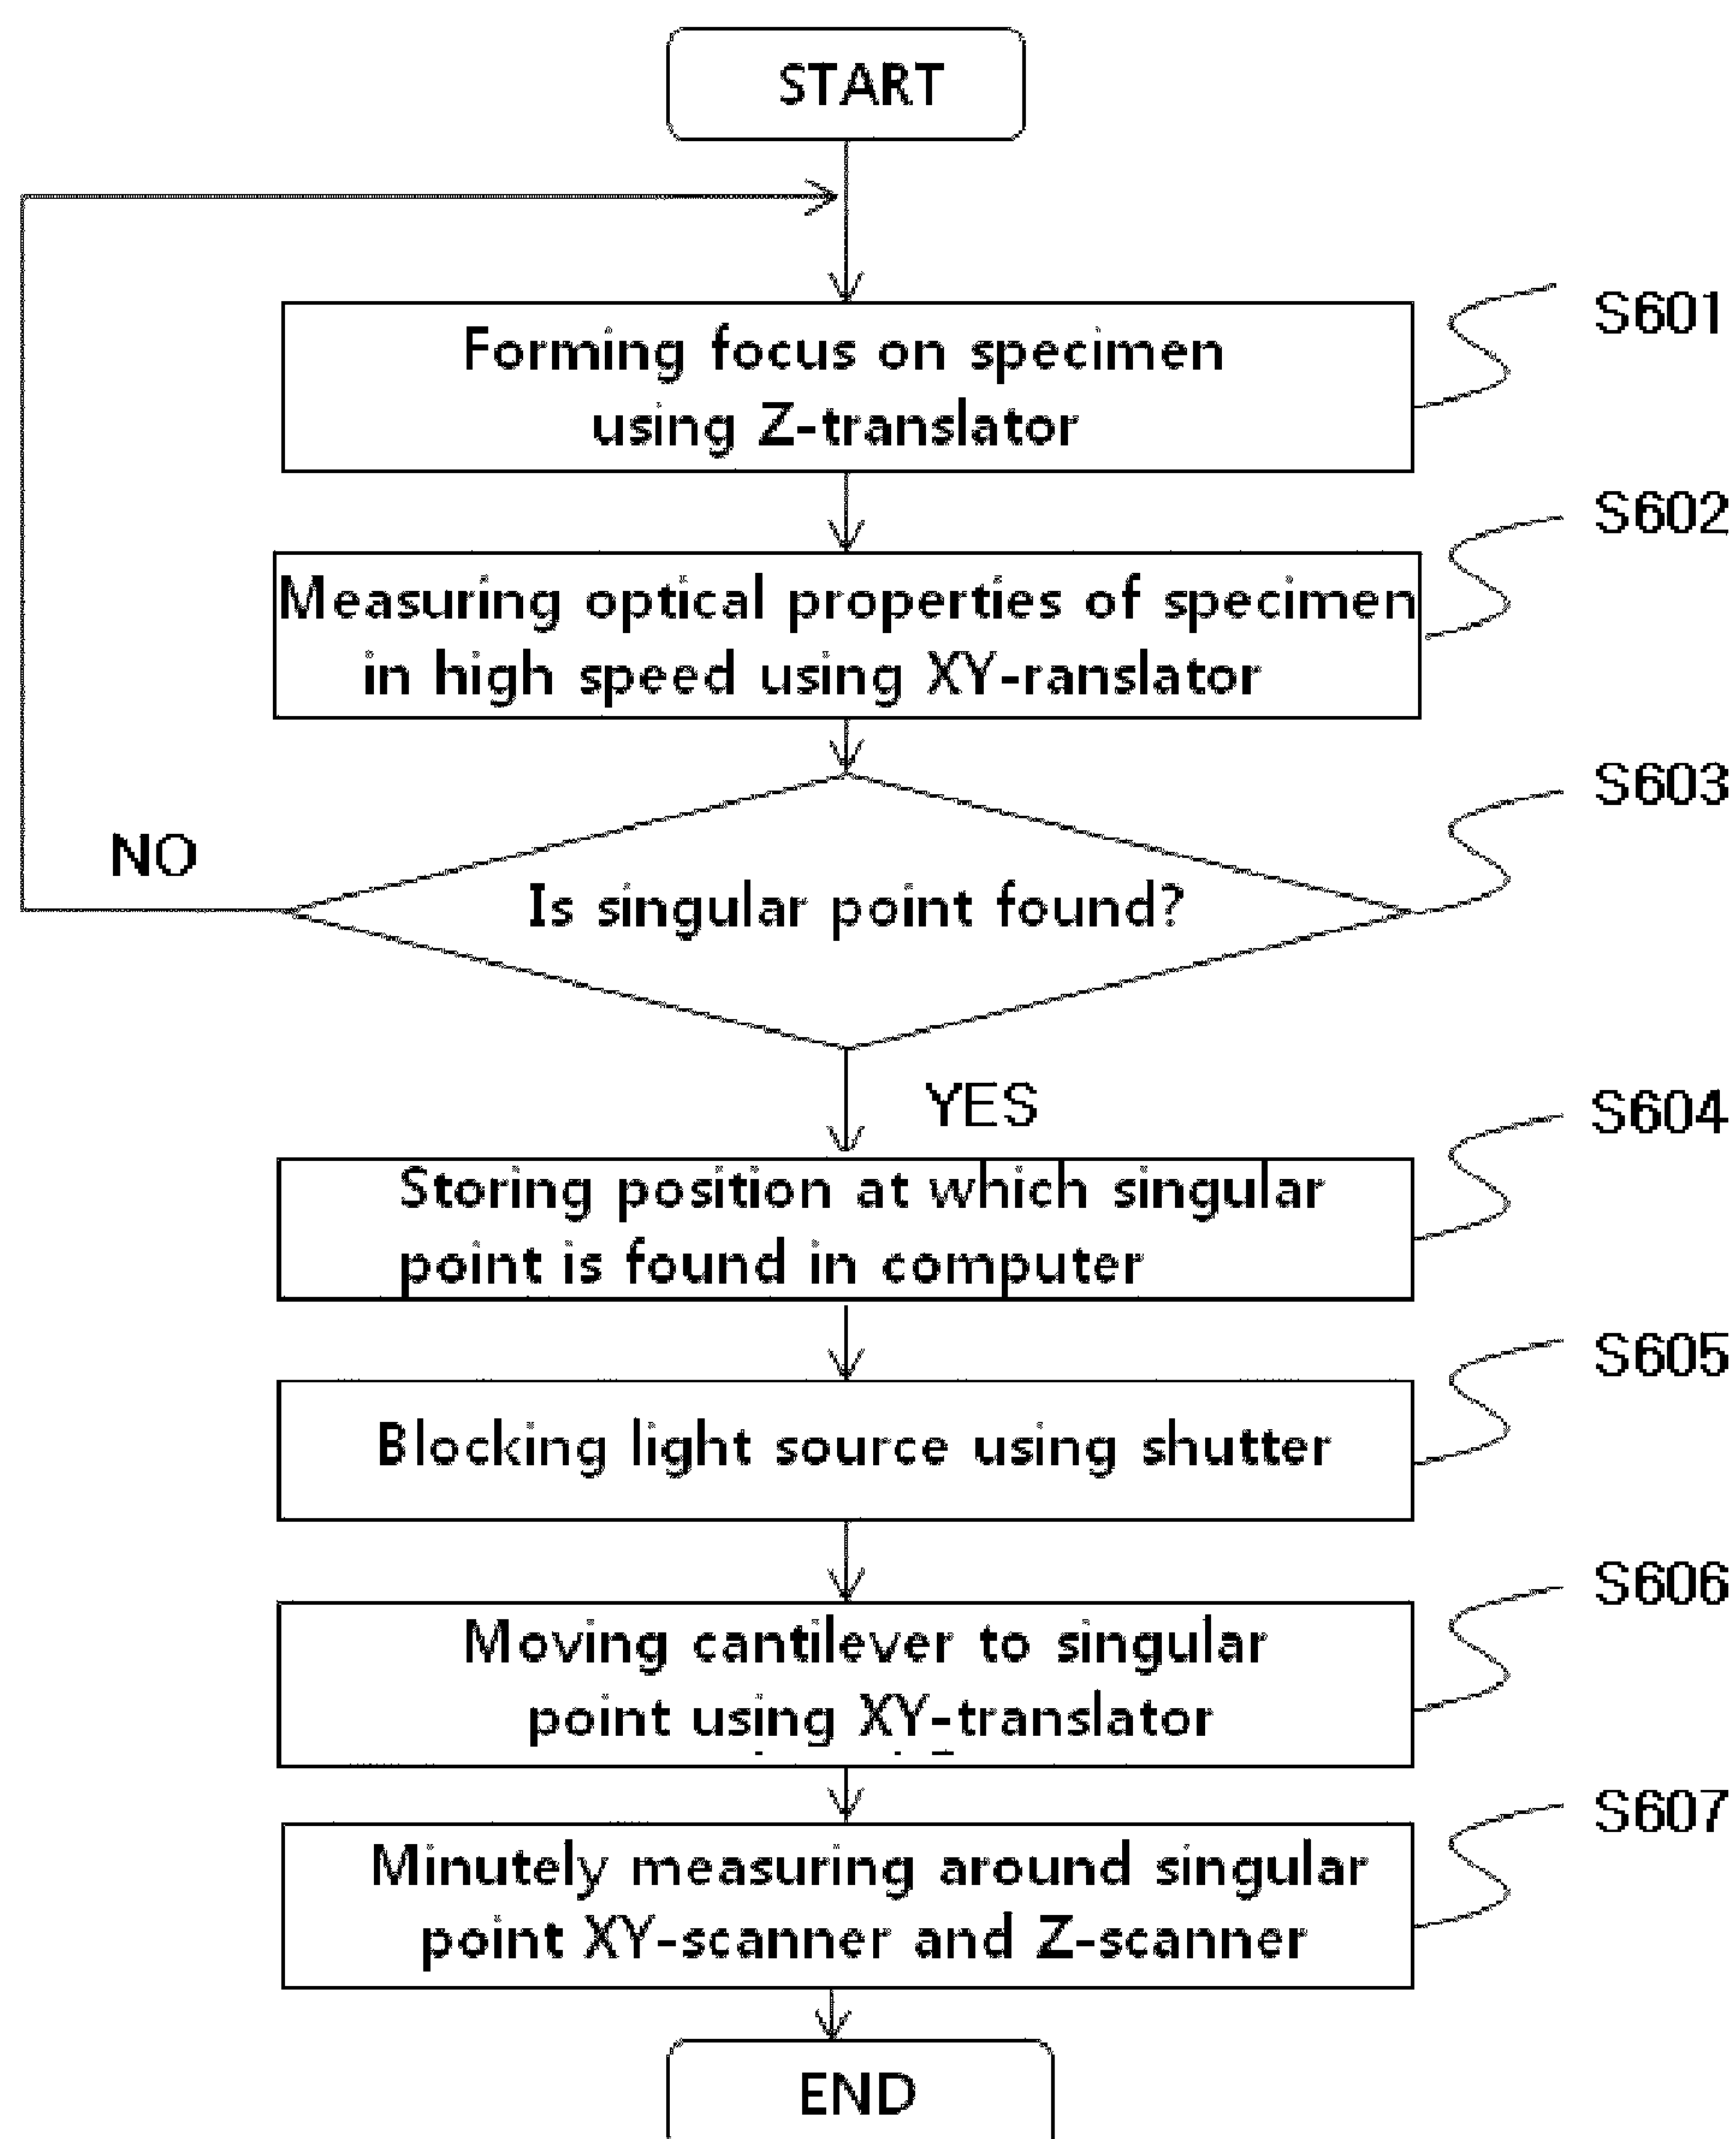 START
Forming focus on specimen
using Z-translator
S601
Measuring optical properties of specimen
in high speed using XY-ranslator
S602
Is singular point found?
S603
NO
YES
Storing position at which singular
point is found in computer
S604
Blocking light source using shutter
S605
Moving cantilever to singular
point using XY-translator
S606
Minutely measuring around singular
point XY-scanner and Z-scanner
S607
END